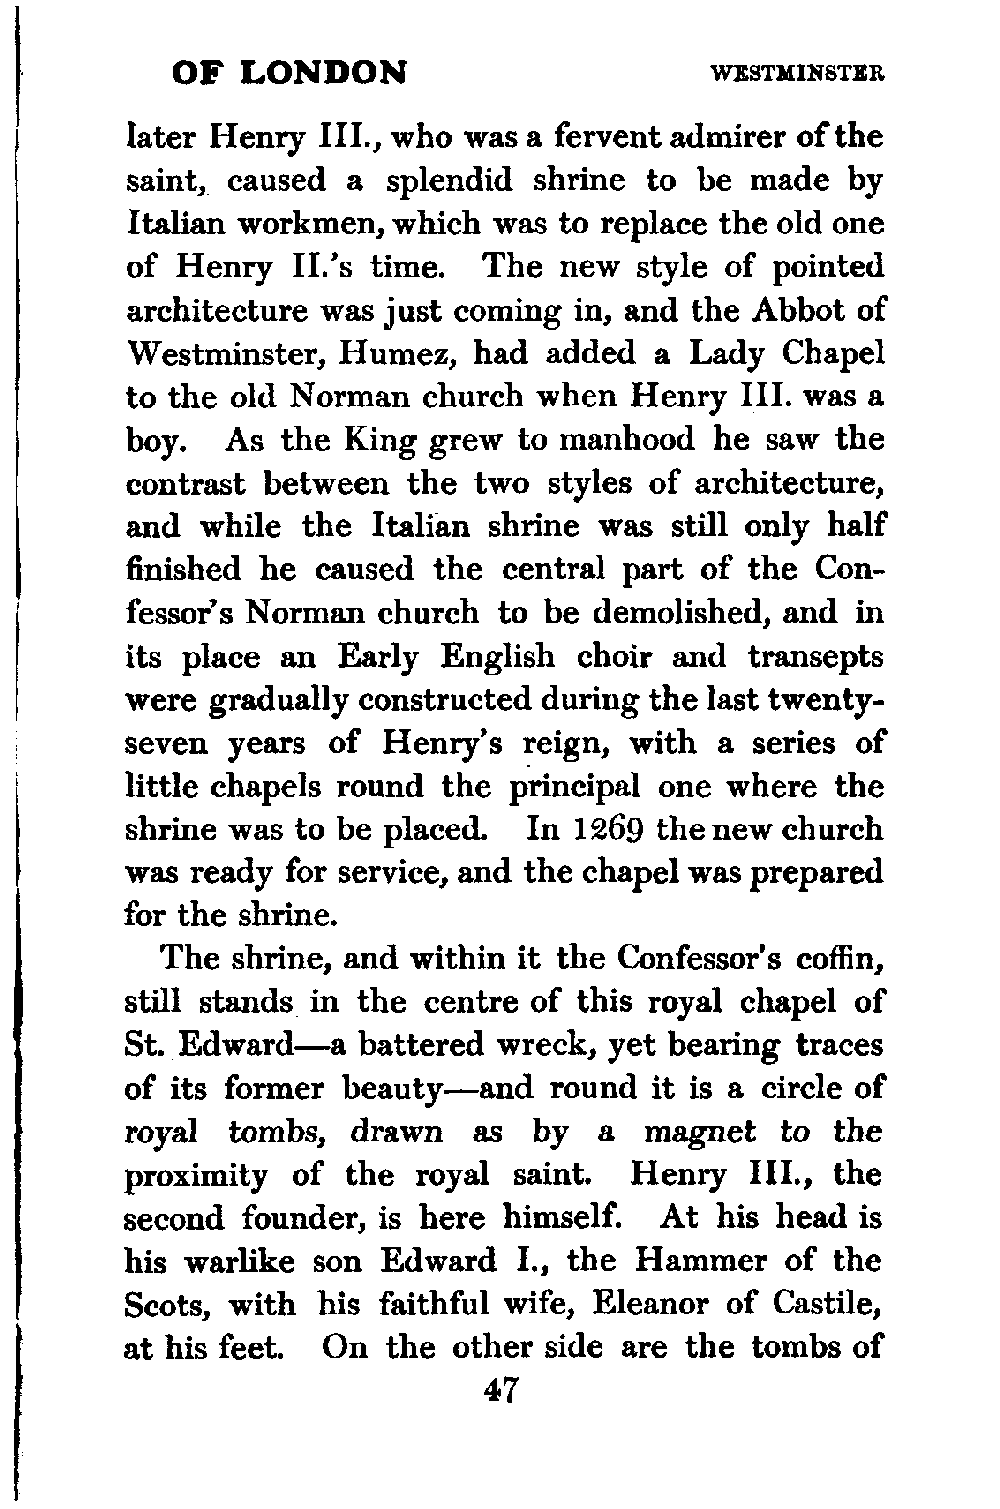 OF LONDON WESTMINSTER
later Henry III., who was a fervent admirer of the
saint, caused a splendid shrine to be made by
Italian workmen, which was to replace the old one
of Henry II.'s time. The new style of pointed
architecture was just coming in, and the Abbot of
Westminster, Humez, had added a Lady Chapel
to the old Norman church when Henry III. was a
boy. As the King grew to manhood he saw the
contrast between the two styles of architecture,
and while the Italian shrine was still only half
finished he caused the central part of the Con-
fessor's Norman church to be demolished, and in
its place an Early English choir and transepts
were gradually constructed during the last twenty-
seven years of Henry's reign, with a series of
little chapels round the principal one where the
shrine was to be placed. In 1269 the new church
was ready for service, and the chapel was prepared
for the shrine.
The shrine, and within it the Confessor's coffin,
still stands in the centre of this royal chapel of
St. Edward—a battered wreck, yet bearing traces
of its former beauty—and round it is a circle of
royal tombs, drawn as by a magnet to the
proximity of the royal saint. Henry III., the
second founder, is here himself. At his head is
his warlike son Edward I., the Hammer of the
Scots, with his faithful wife, Eleanor of Castile,
at his feet. On the other side are the tombs of
47